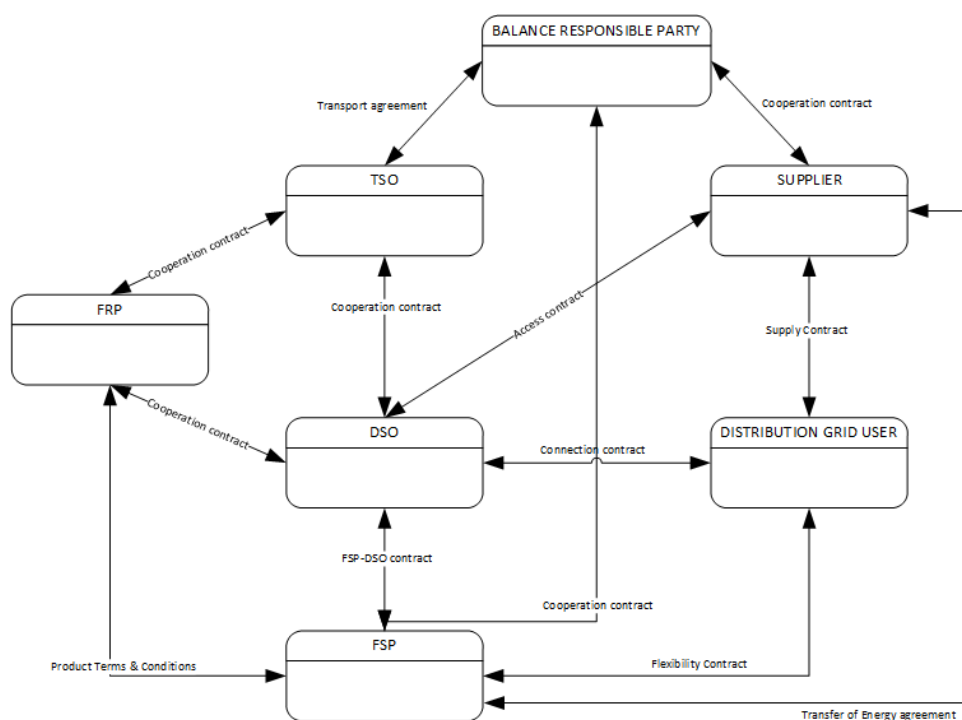 BALANCE RESPONSIBLE PARTY
Transport agreement
Cooperation contract
TSO
SUPPLIER
Cooperation contract
FRP
Cooperation contract
Access contract
Supply Contract
Cooperation contract
DSO
DISTRIBUTION GRID USER
Connection contract
FSP-DSO contract
Cooperation contract
FSP
Product Terms & Conditions
Flexibility Contract
Transfer of Energy agreement